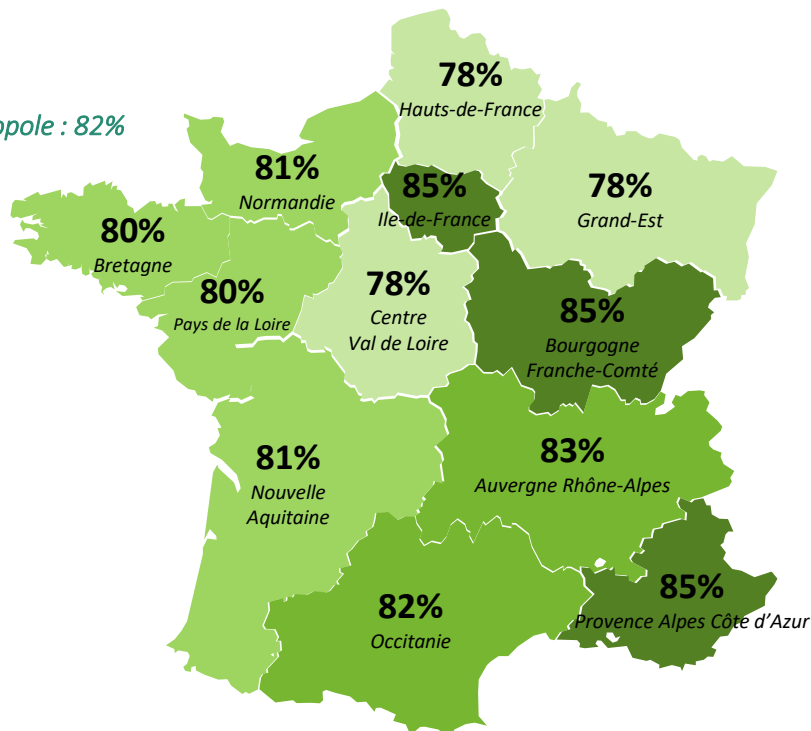 78%
Hauts-de-France
opole : 82%
81%
Normandie
85%
Ile-de-France
78%
Grand-Est
80%
Bretagne
80%
Pays de la Loire
78%
Centre
Val de Loire
85%
Bourgogne
Franche-Comté
81%
Nouvelle
Aquitaine
83%
Auvergne Rhône-Alpes
82%
Occitanie
85%
Provence Alpes Côte d’Azur